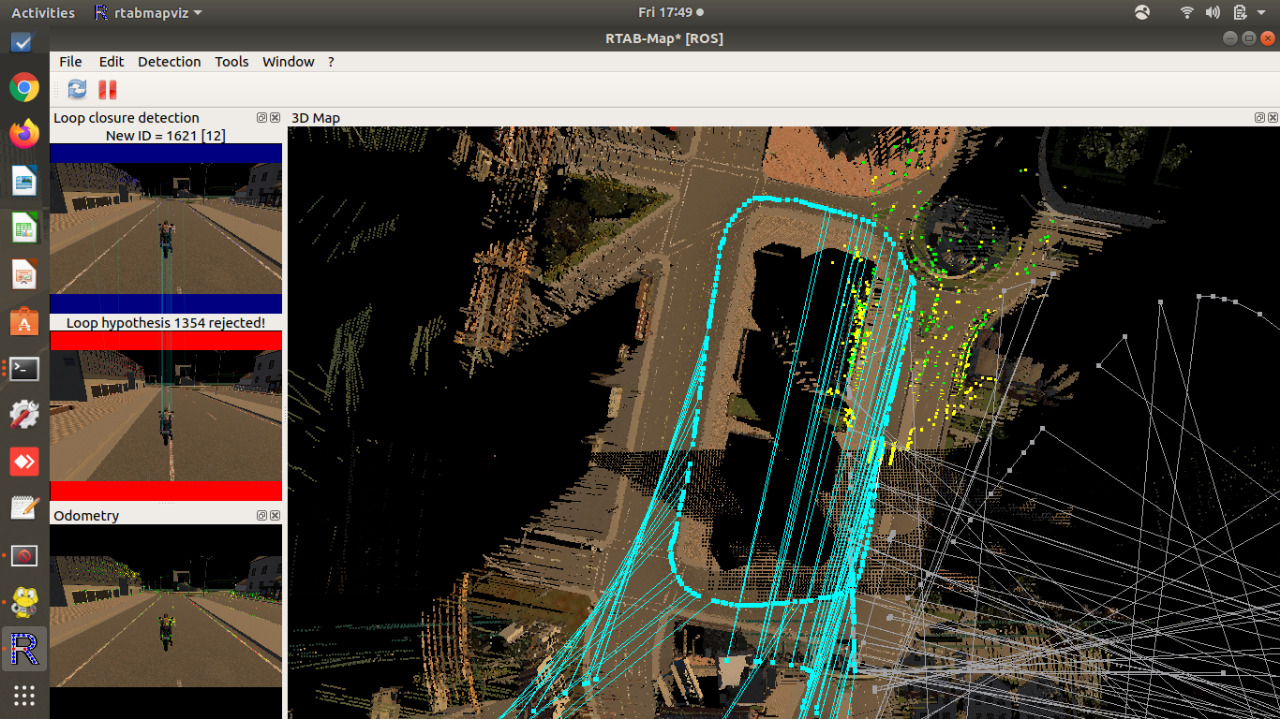 Activities rtabmapviz Fri 17:49
RTAB-Map* [ROS]
File Edit Detection Tools Window ?
Loop closure detection
New ID = 1621 [12]
3D Map
Loop hypothesis 1354 rejected!
Odometry